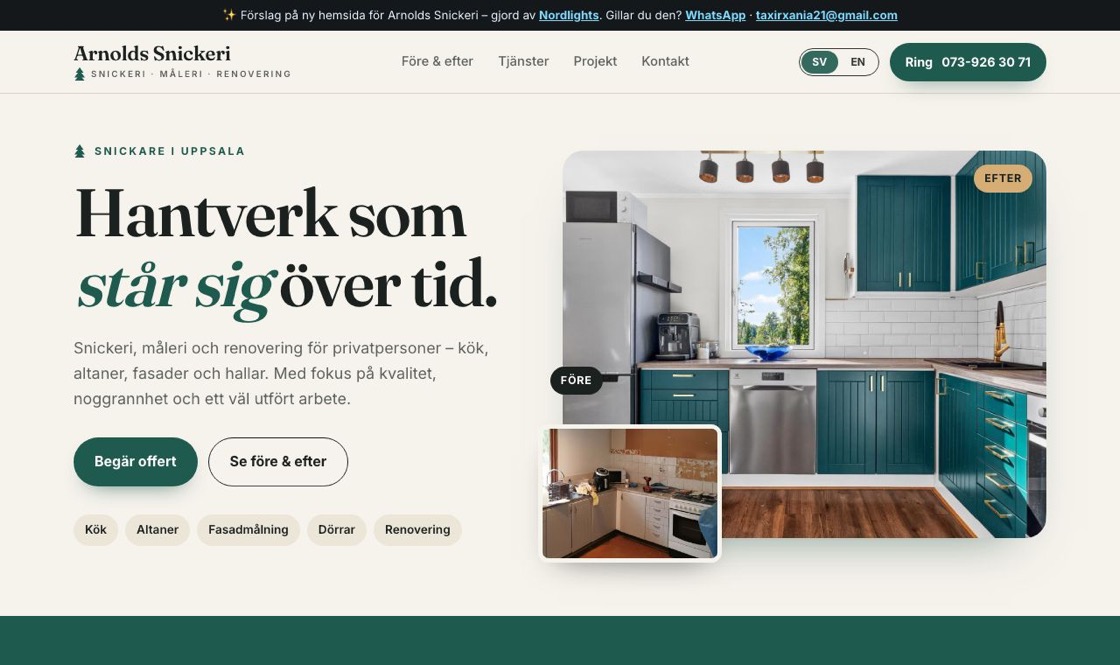 ✨ Förslag på ny hemsida för Arnolds Snickeri – gjord av Nordlights. Gillar du den? WhatsApp · taxirxania21@gmail.com
Arnolds Snickeri
SNICKERI · MÅLERI · RENOVERING
Före & efter
Tjänster
Projekt
Kontakt
SV
EN
Ring 073-926 30 71
SNICKARE I UPPSALA
Hantverk som
står sig över tid.
Snickeri, måleri och renovering för privatpersoner – kök,
altaner, fasader och hallar. Med fokus på kvalitet,
noggrannhet och ett väl utfört arbete.
Begär offert
Se före & efter
Kök
Altaner
Fasadmålning
Dörrar
Renovering
EFTER
FÖRE